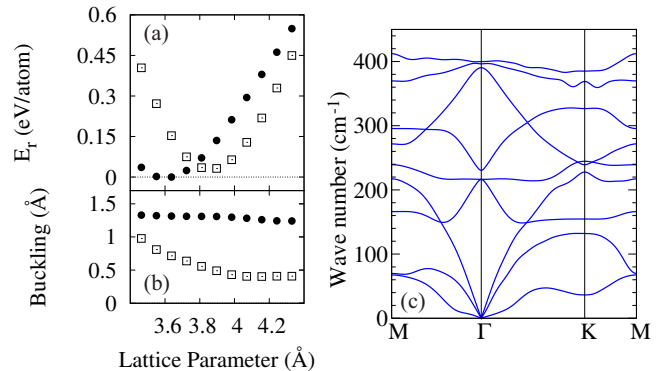 0.6
0.45
0.3
0.15
0
E_r (eV/atom)
(a)
1.5
1
0.5
0
Buckling (Å)
(b)
3.6 3.8 4 4.2
Lattice Parameter (Å)
400
300
200
100
0
Wave number (cm⁻¹)
(c)
M Γ K M